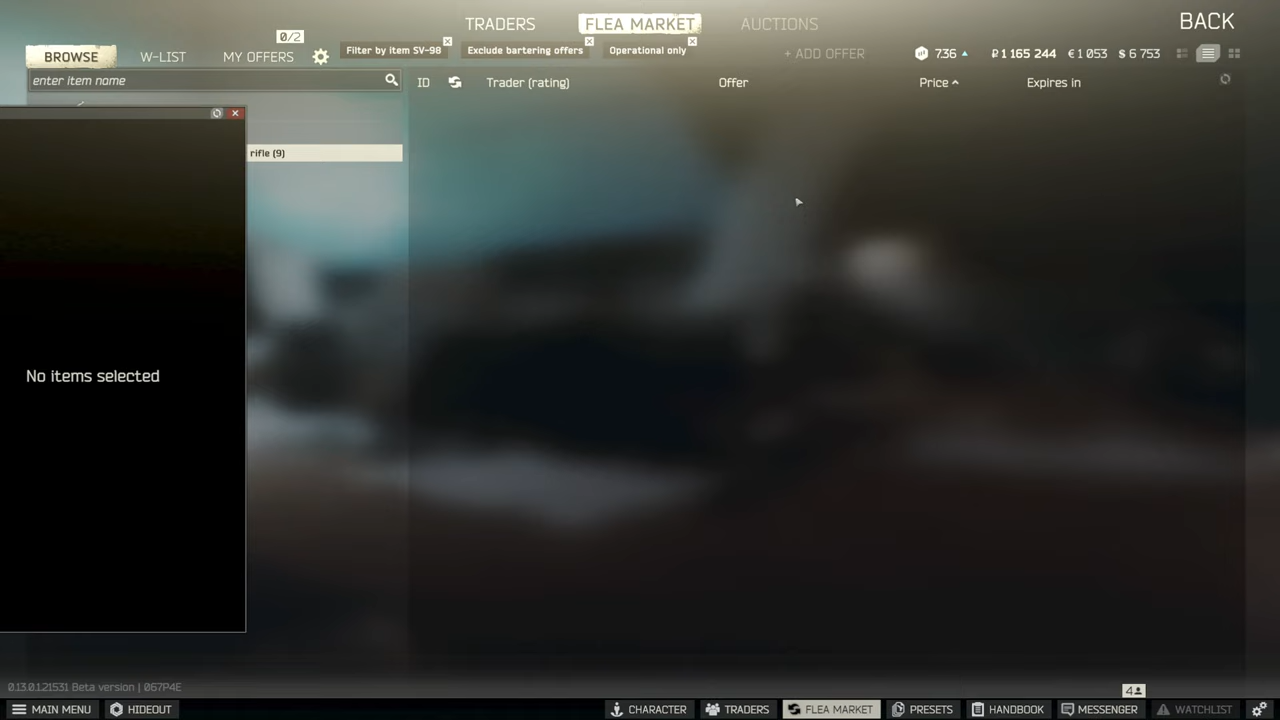 TRADERS
FLEA MARKET
AUCTIONS
BACK
0/2
BROWSE
W-LIST
MY OFFERS
Filter by item SV-98
Exclude bartering offers
Operational only
+ ADD OFFER
7.36
₽ 1 165 244
€ 1 053
$ 6 753
enter item name
ID
Trader (rating)
Offer
Price
Expires in
rifle (9)
No items selected
0.13.0.1.21531 Beta version | 067P4E
4
MAIN MENU
HIDEOUT
CHARACTER
TRADERS
FLEA MARKET
PRESETS
HANDBOOK
MESSENGER
WATCHLIST